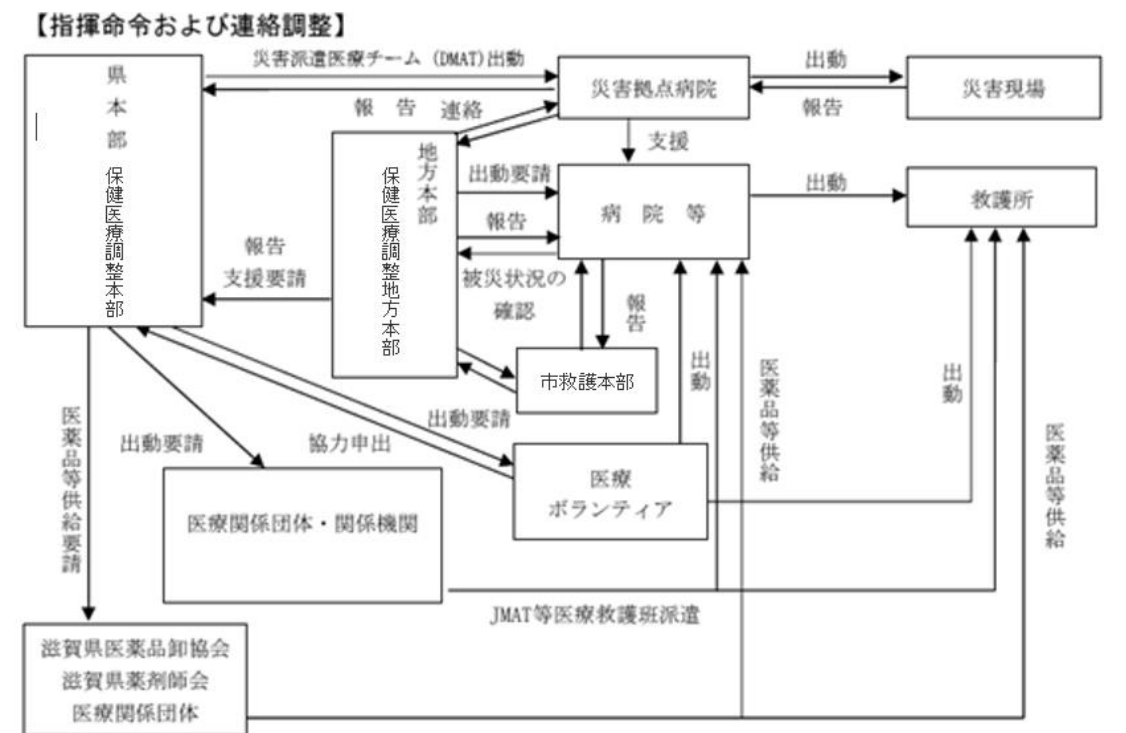 【指揮命令および連絡調整】
県本部
保健医療調整本部
災害派遣医療チーム (DMAT)出動
報告
連絡
災害拠点病院
出動
報告
災害現場
地方本部
保健医療調整地方本部
支援
出動要請
病院等
出動
救護所
報告
報告
支援要請
被災状況の
確認
報告
市救護本部
出動
医薬品等供給
出動
医薬品等供給
医薬品等供給要請
出動要請
協力申出
出動要請
医療
ボランティア
医療関係団体・関係機関
JMAT等医療救護班派遣
滋賀県医薬品卸協会
滋賀県薬剤師会
医療関係団体